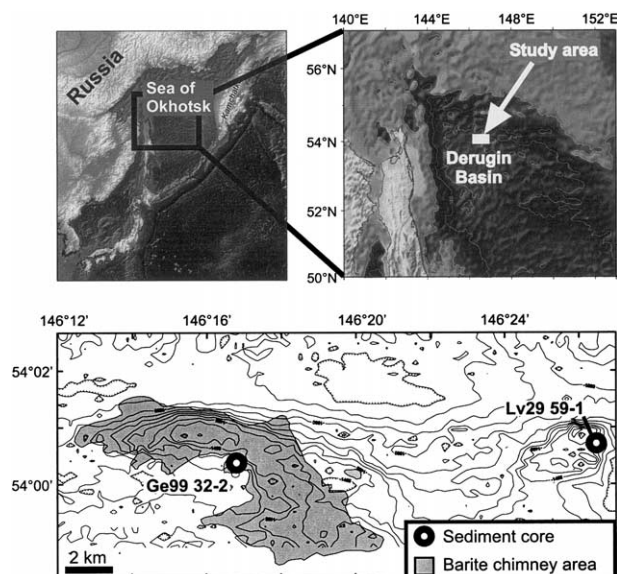 140°E 144°E 148°E 152°E
56°N
54°N
52°N
50°N
Russia
Sea of
Okhotsk
Study area
Derugin
Basin
146°12 146°16 146°20 146°24
54°02'
54°00'
Lv29 59-1
Ge99 32-2
2 km
Sediment core
Barite chimney area